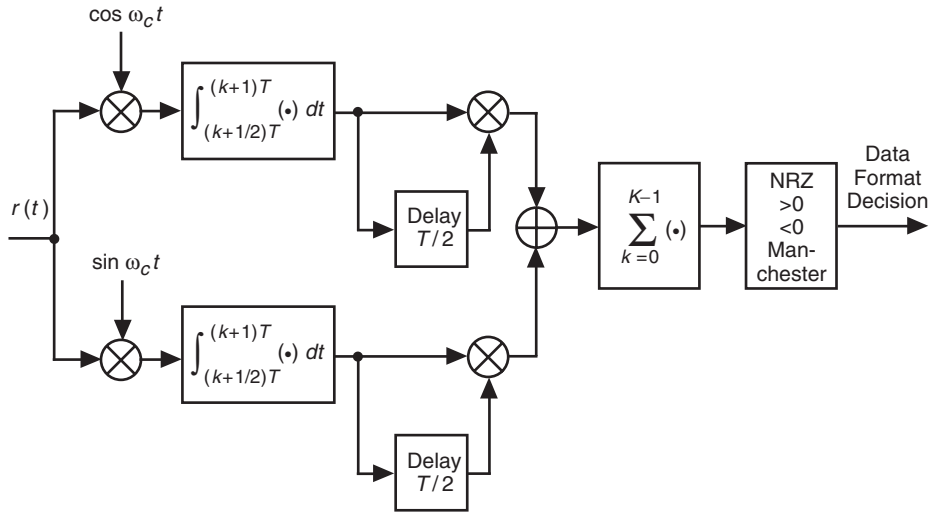 cos ω_c t
∫_{(k+1/2)T}^{(k+1)T} (•) dt
Delay
T/2
r(t)
sin ω_c t
∫_{(k+1/2)T}^{(k+1)T} (•) dt
Delay
T/2
K–1
∑ (•)
k=0
NRZ
>0
<0
Man-
chester
Data
Format
Decision